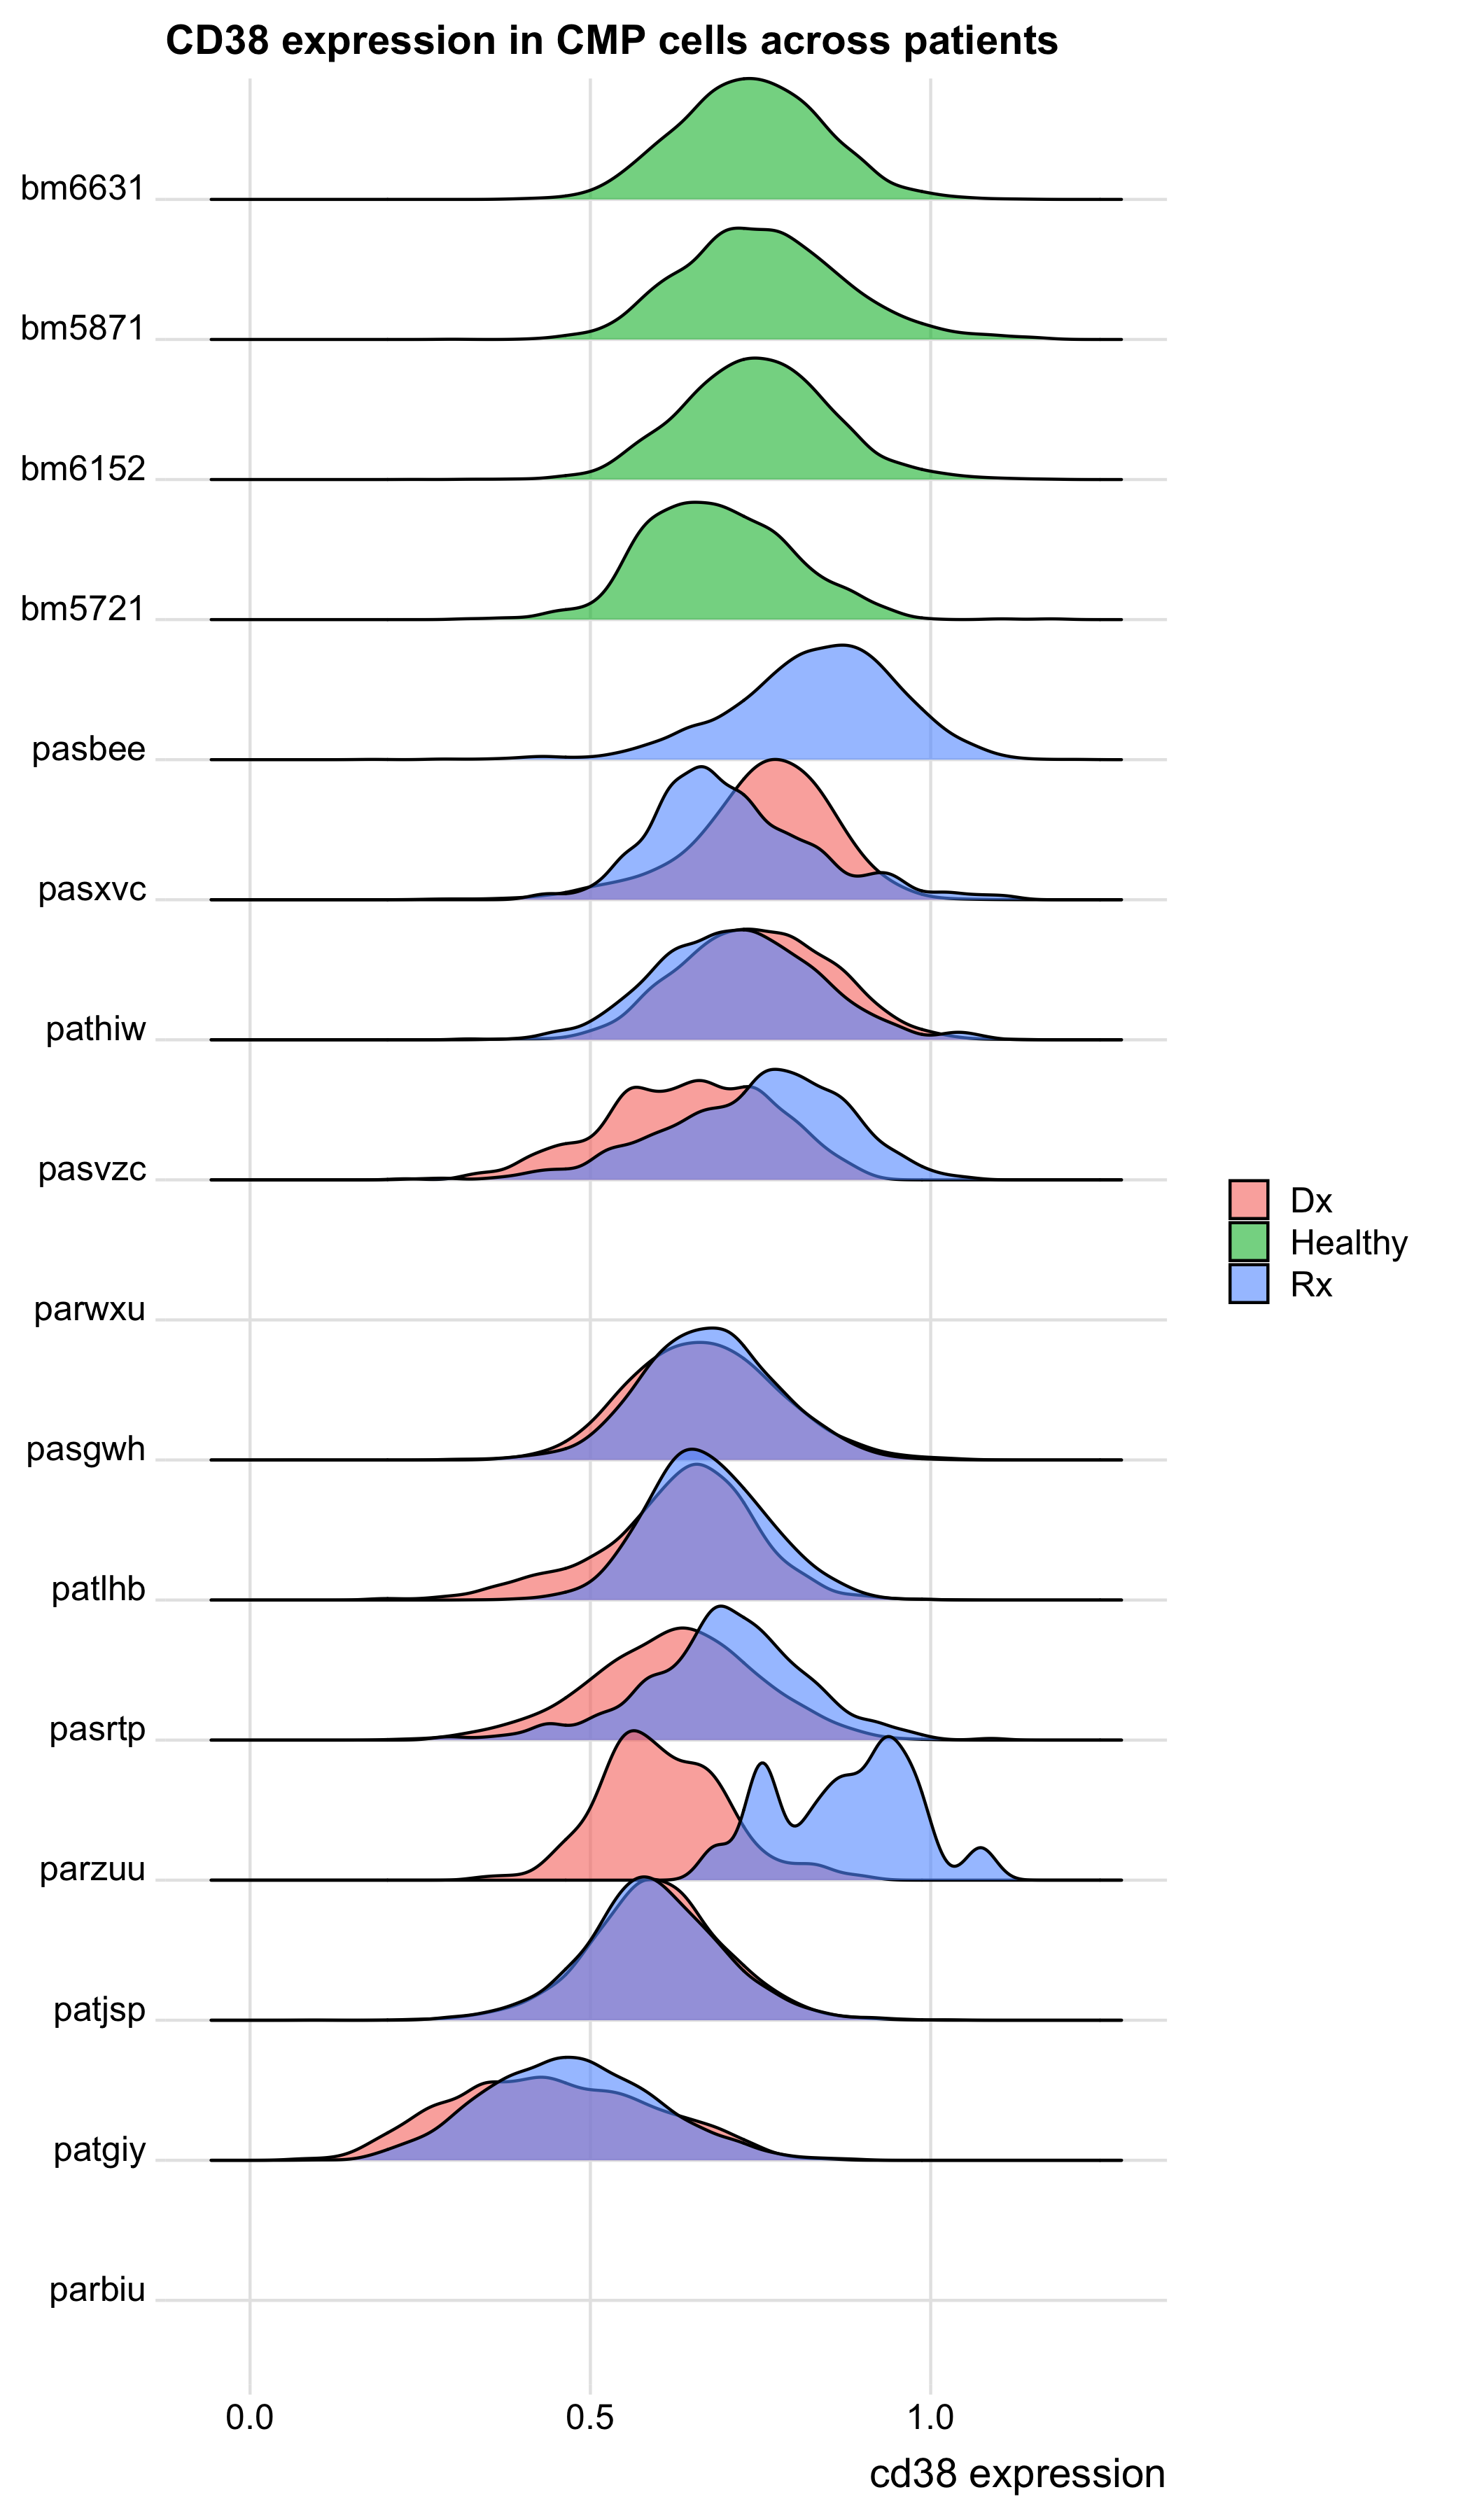 CD38 expression in CMP cells across patients
bm6631
bm5871
bm6152
bm5721
pasbee
pasxvc
pathiw
pasvzc
parwxu
pasgwh
patlhb
pasrtp
parzuu
patjsp
patgiy
parbiu
0.0 0.5 1.0
cd38 expression
Dx
Healthy
Rx